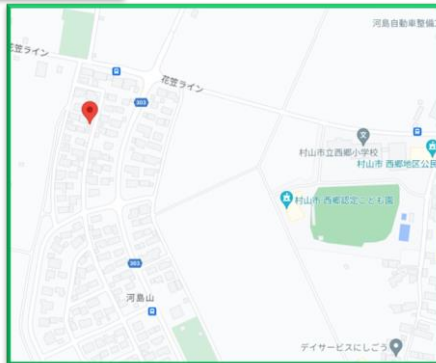 河島自動車整備
花笠ライン
花笠ライン
303
村山市立西郷小学校
村山市 西郷地区公民
村山市 西郷認定こども園
303
河島山
デイサービスにしごう